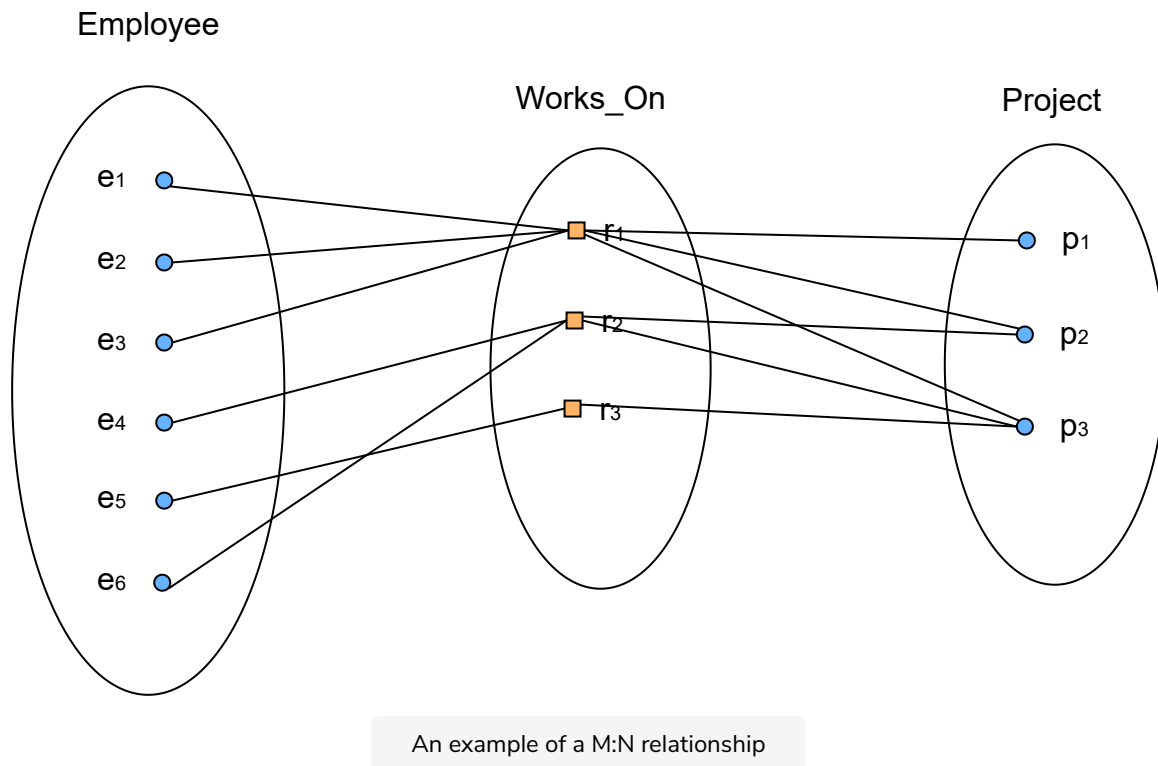 Employee
Works_On
Project
e1
r1
p1
e2
r2
p2
e3
r3
p3
e4
e5
e6
An example of a M:N relationship